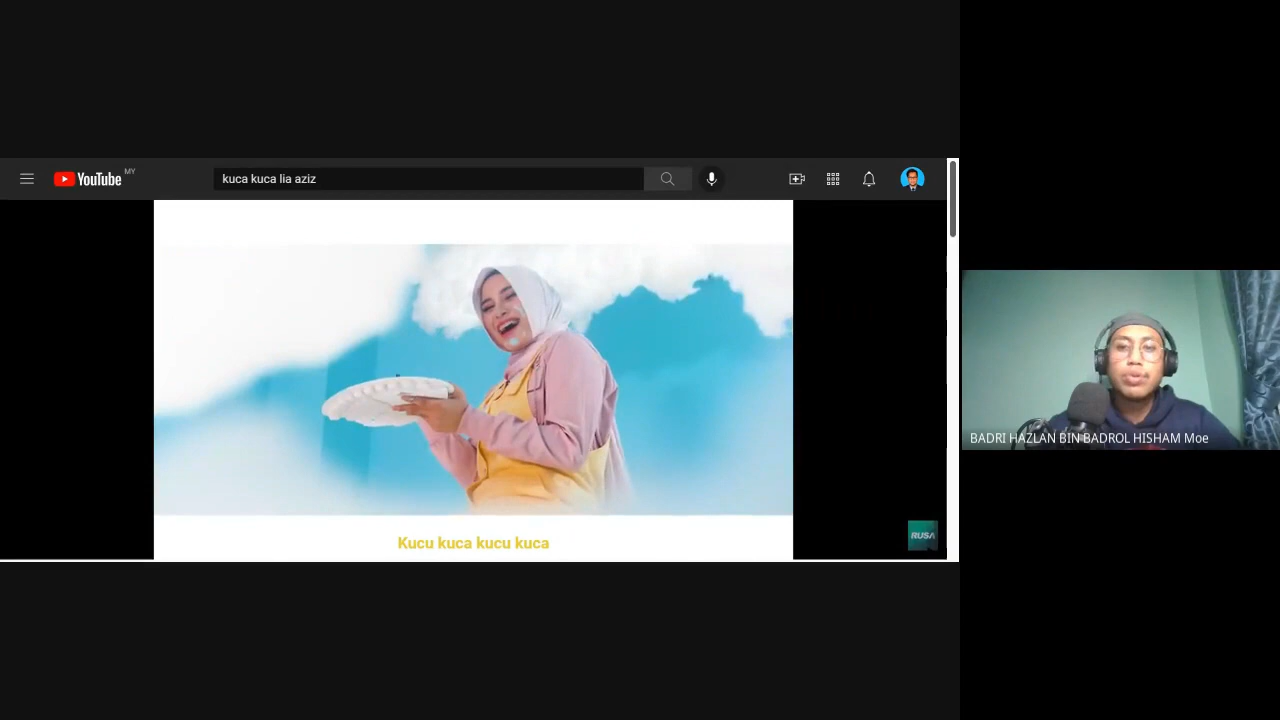 YouTube MY
kuca kuca lia aziz
Kucu kuca kucu kuca
RUSA
BADRI HAZLAN BIN BADROL HISHAM Moe